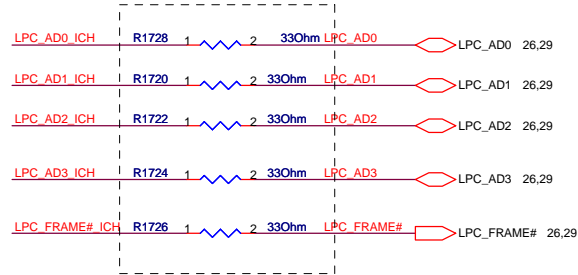 LPC_AD0_ICH R1728 1 2 33Ohm LPC_AD0 LPC_AD0 26,29
LPC_AD1_ICH R1720 1 2 33Ohm LPC_AD1 LPC_AD1 26,29
LPC_AD2_ICH R1722 1 2 33Ohm LPC_AD2 LPC_AD2 26,29
LPC_AD3_ICH R1724 1 2 33Ohm LPC_AD3 LPC_AD3 26,29
LPC_FRAME#_ICH R1726 1 2 33Ohm LPC_FRAME# LPC_FRAME# 26,29